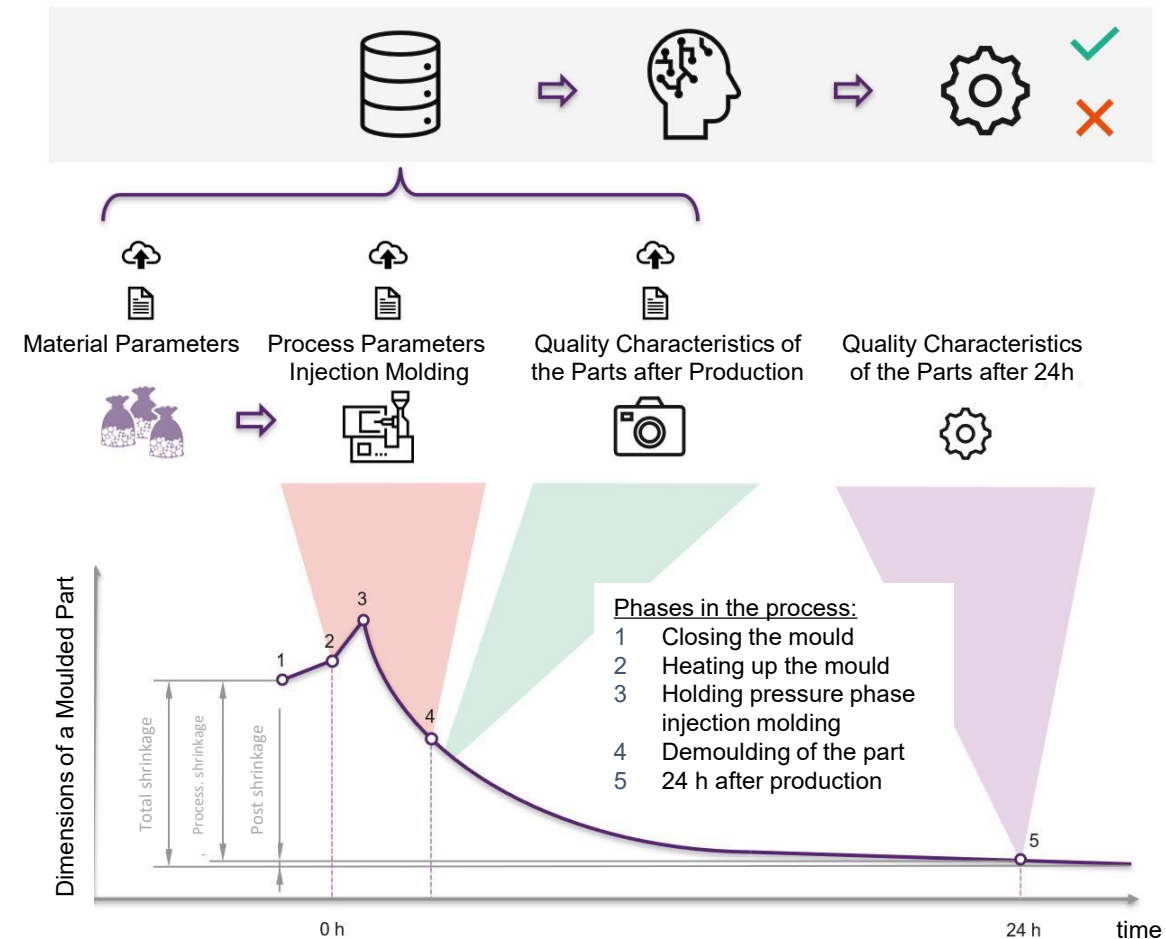 Material Parameters
Process Parameters
Injection Molding
Quality Characteristics of
the Parts after Production
Quality Characteristics
of the Parts after 24h
Dimensions of a Moulded Part
Total shrinkage
Process. shrinkage
Post shrinkage
1
2
3
4
5
Phases in the process:
1 Closing the mould
2 Heating up the mould
3 Holding pressure phase
injection molding
4 Demoulding of the part
5 24 h after production
0 h
24 h
time